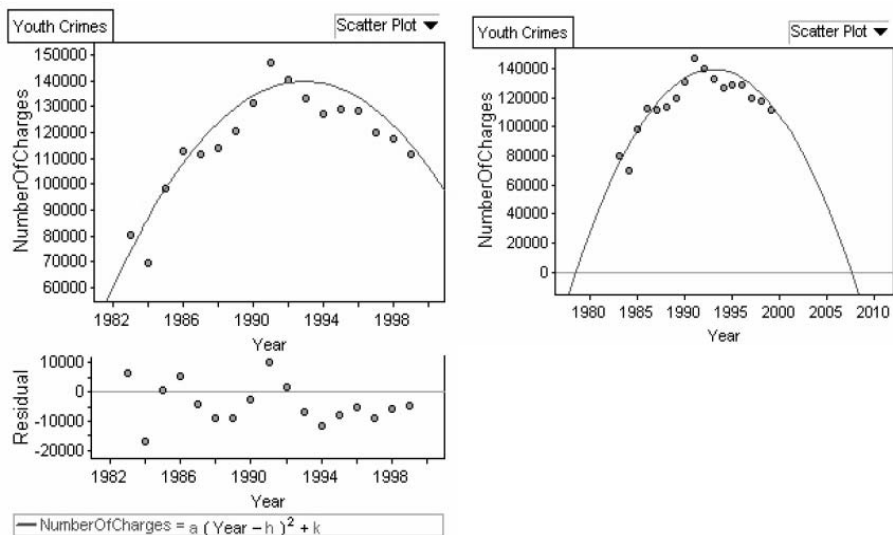 Youth Crimes
Scatter Plot
150000
140000
130000
120000
110000
100000
90000
80000
70000
60000
NumberOfCharges
1982 1986 1990 1994 1998
Year
10000
0
-10000
-20000
Residual
1982 1986 1990 1994 1998
Year
NumberOfCharges = a (Year - h)² + k
Youth Crimes
Scatter Plot
140000
120000
100000
80000
60000
40000
20000
0
NumberOfCharges
1980 1985 1990 1995 2000 2005 2010
Year